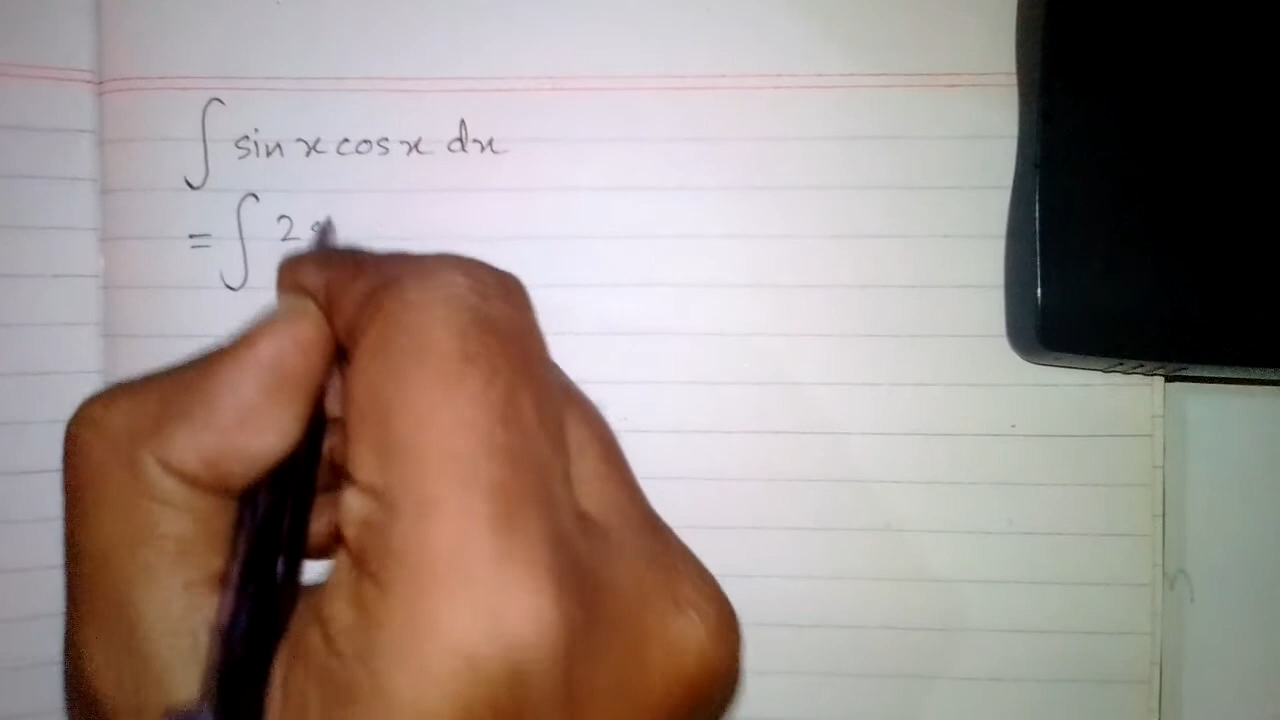 ∫ sin x cos x dx
= ∫ 2